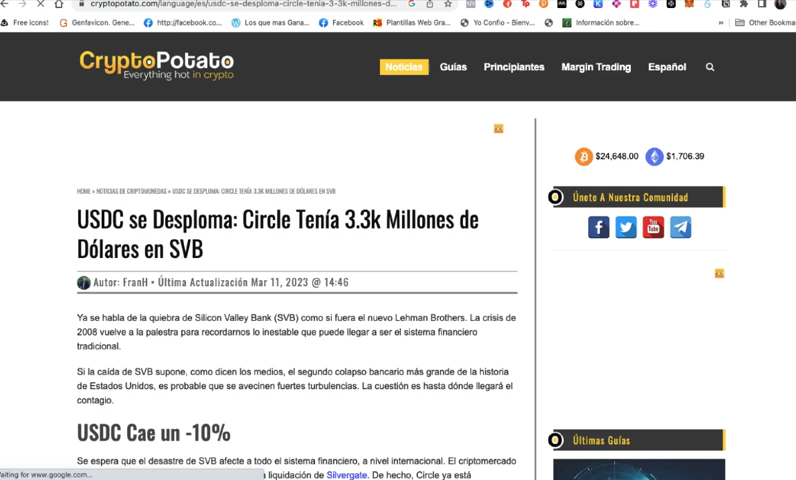 cryptopotato.com/language/es/usdc-se-desploma-circle-tenia-3-3k-millones-d...
Free icons! Genfavicon. Gene... http://facebook.co... Los que mas Gana... Facebook Plantillas Web Gra... Yo Confio - Bienv... Información sobre... » Other Bookma
CryptoPotato
Everything hot in crypto
Noticias Guías Principiantes Margin Trading Español
$24,648.00 $1,706.39
HOME » NOTICIAS DE CRIPTOMONEDAS » USDC SE DESPLOMA: CIRCLE TENÍA 3.3K MILLONES DE DÓLARES EN SVB
Únete A Nuestra Comunidad
USDC se Desploma: Circle Tenía 3.3k Millones de
Dólares en SVB
You
Tube
Autor: FranH • Última Actualización Mar 11, 2023 @ 14:46
Ya se habla de la quiebra de Silicon Valley Bank (SVB) como si fuera el nuevo Lehman Brothers. La crisis de
2008 vuelve a la palestra para recordarnos lo inestable que puede llegar a ser el sistema financiero
tradicional.
Si la caída de SVB supone, como dicen los medios, el segundo colapso bancario más grande de la historia
de Estados Unidos, es probable que se avecinen fuertes turbulencias. La cuestión es hasta dónde llegará el
contagio.
USDC Cae un -10%
Últimas Guías
Se espera que el desastre de SVB afecte a todo el sistema financiero, a nivel internacional. El criptomercado
Waiting for www.google.com...
a liquidación de Silvergate. De hecho, Circle ya está